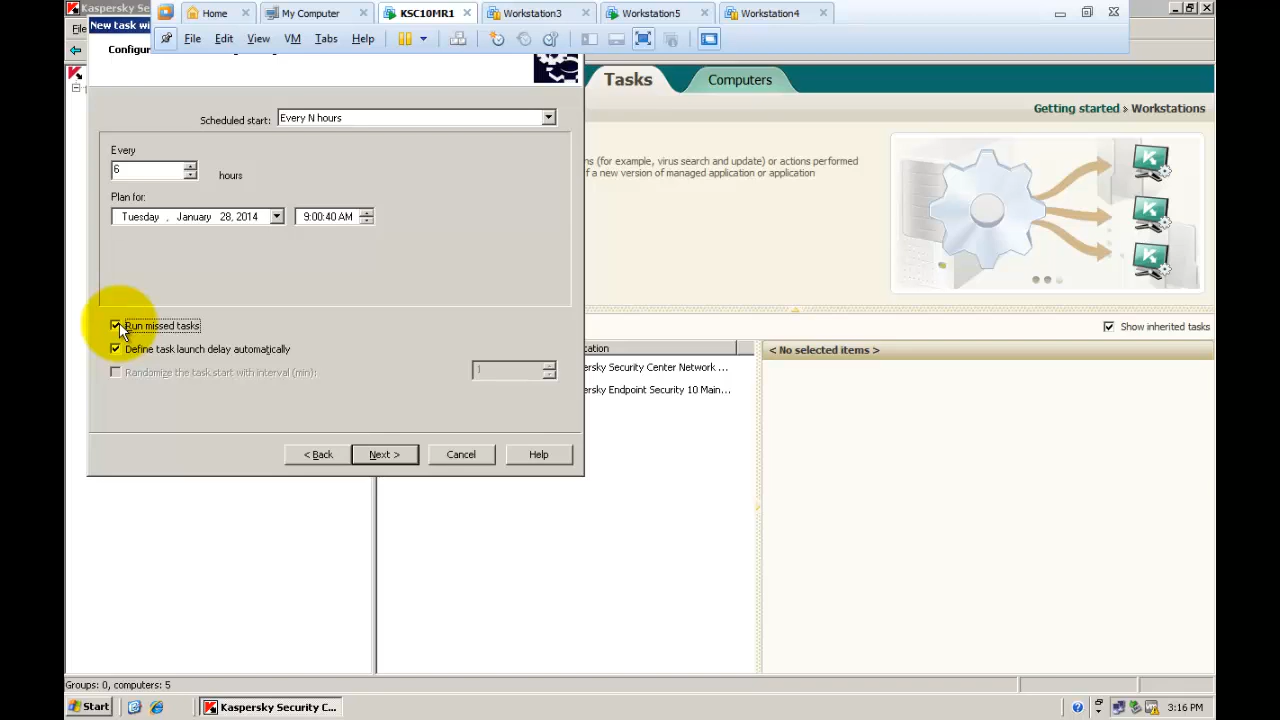 Kaspersky Se
Home
My Computer
KSC10MR1
Workstation3
Workstation5
Workstation4
New task wi
File Edit View VM Tabs Help
Configur
Tasks
Computers
Getting started > Workstations
Scheduled start: Every N hours
Every
6 hours
Plan for:
Tuesday , January 28, 2014 9:00:40 AM
ns (for example, virus search and update) or actions performed
f a new version of managed application or application
Run missed tasks
Define task launch delay automatically
Randomize the task start with interval (min): 1
Show inherited tasks
cation
< No selected items >
ersky Security Center Network ...
ersky Endpoint Security 10 Main...
< Back Next > Cancel Help
Groups: 0, computers: 5
Start
Kaspersky Security C...
3:16 PM